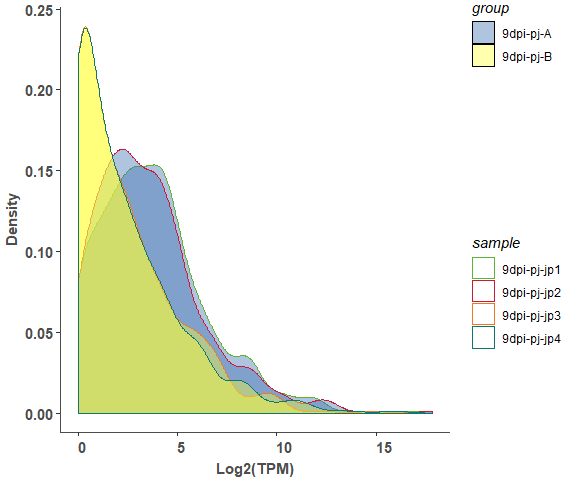 group
9dpi-pj-A
9dpi-pj-B
sample
9dpi-pj-jp1
9dpi-pj-jp2
9dpi-pj-jp3
9dpi-pj-jp4
Density
0.25
0.20
0.15
0.10
0.05
0.00
0 5 10 15
Log2(TPM)